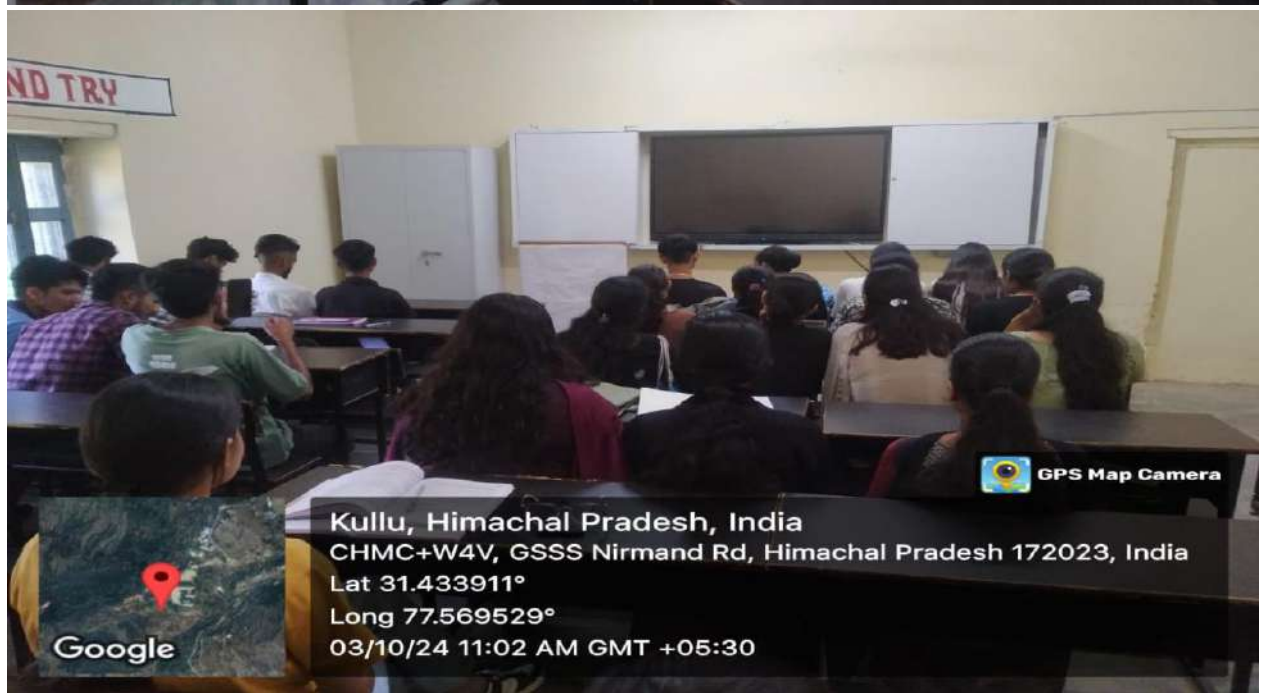 ND TRY
GPS Map Camera
Kullu, Himachal Pradesh, India
CHMC+W4V, GSSS Nirmand Rd, Himachal Pradesh 172023, India
Lat 31.433911°
Long 77.569529°
03/10/24 11:02 AM GMT +05:30
Google